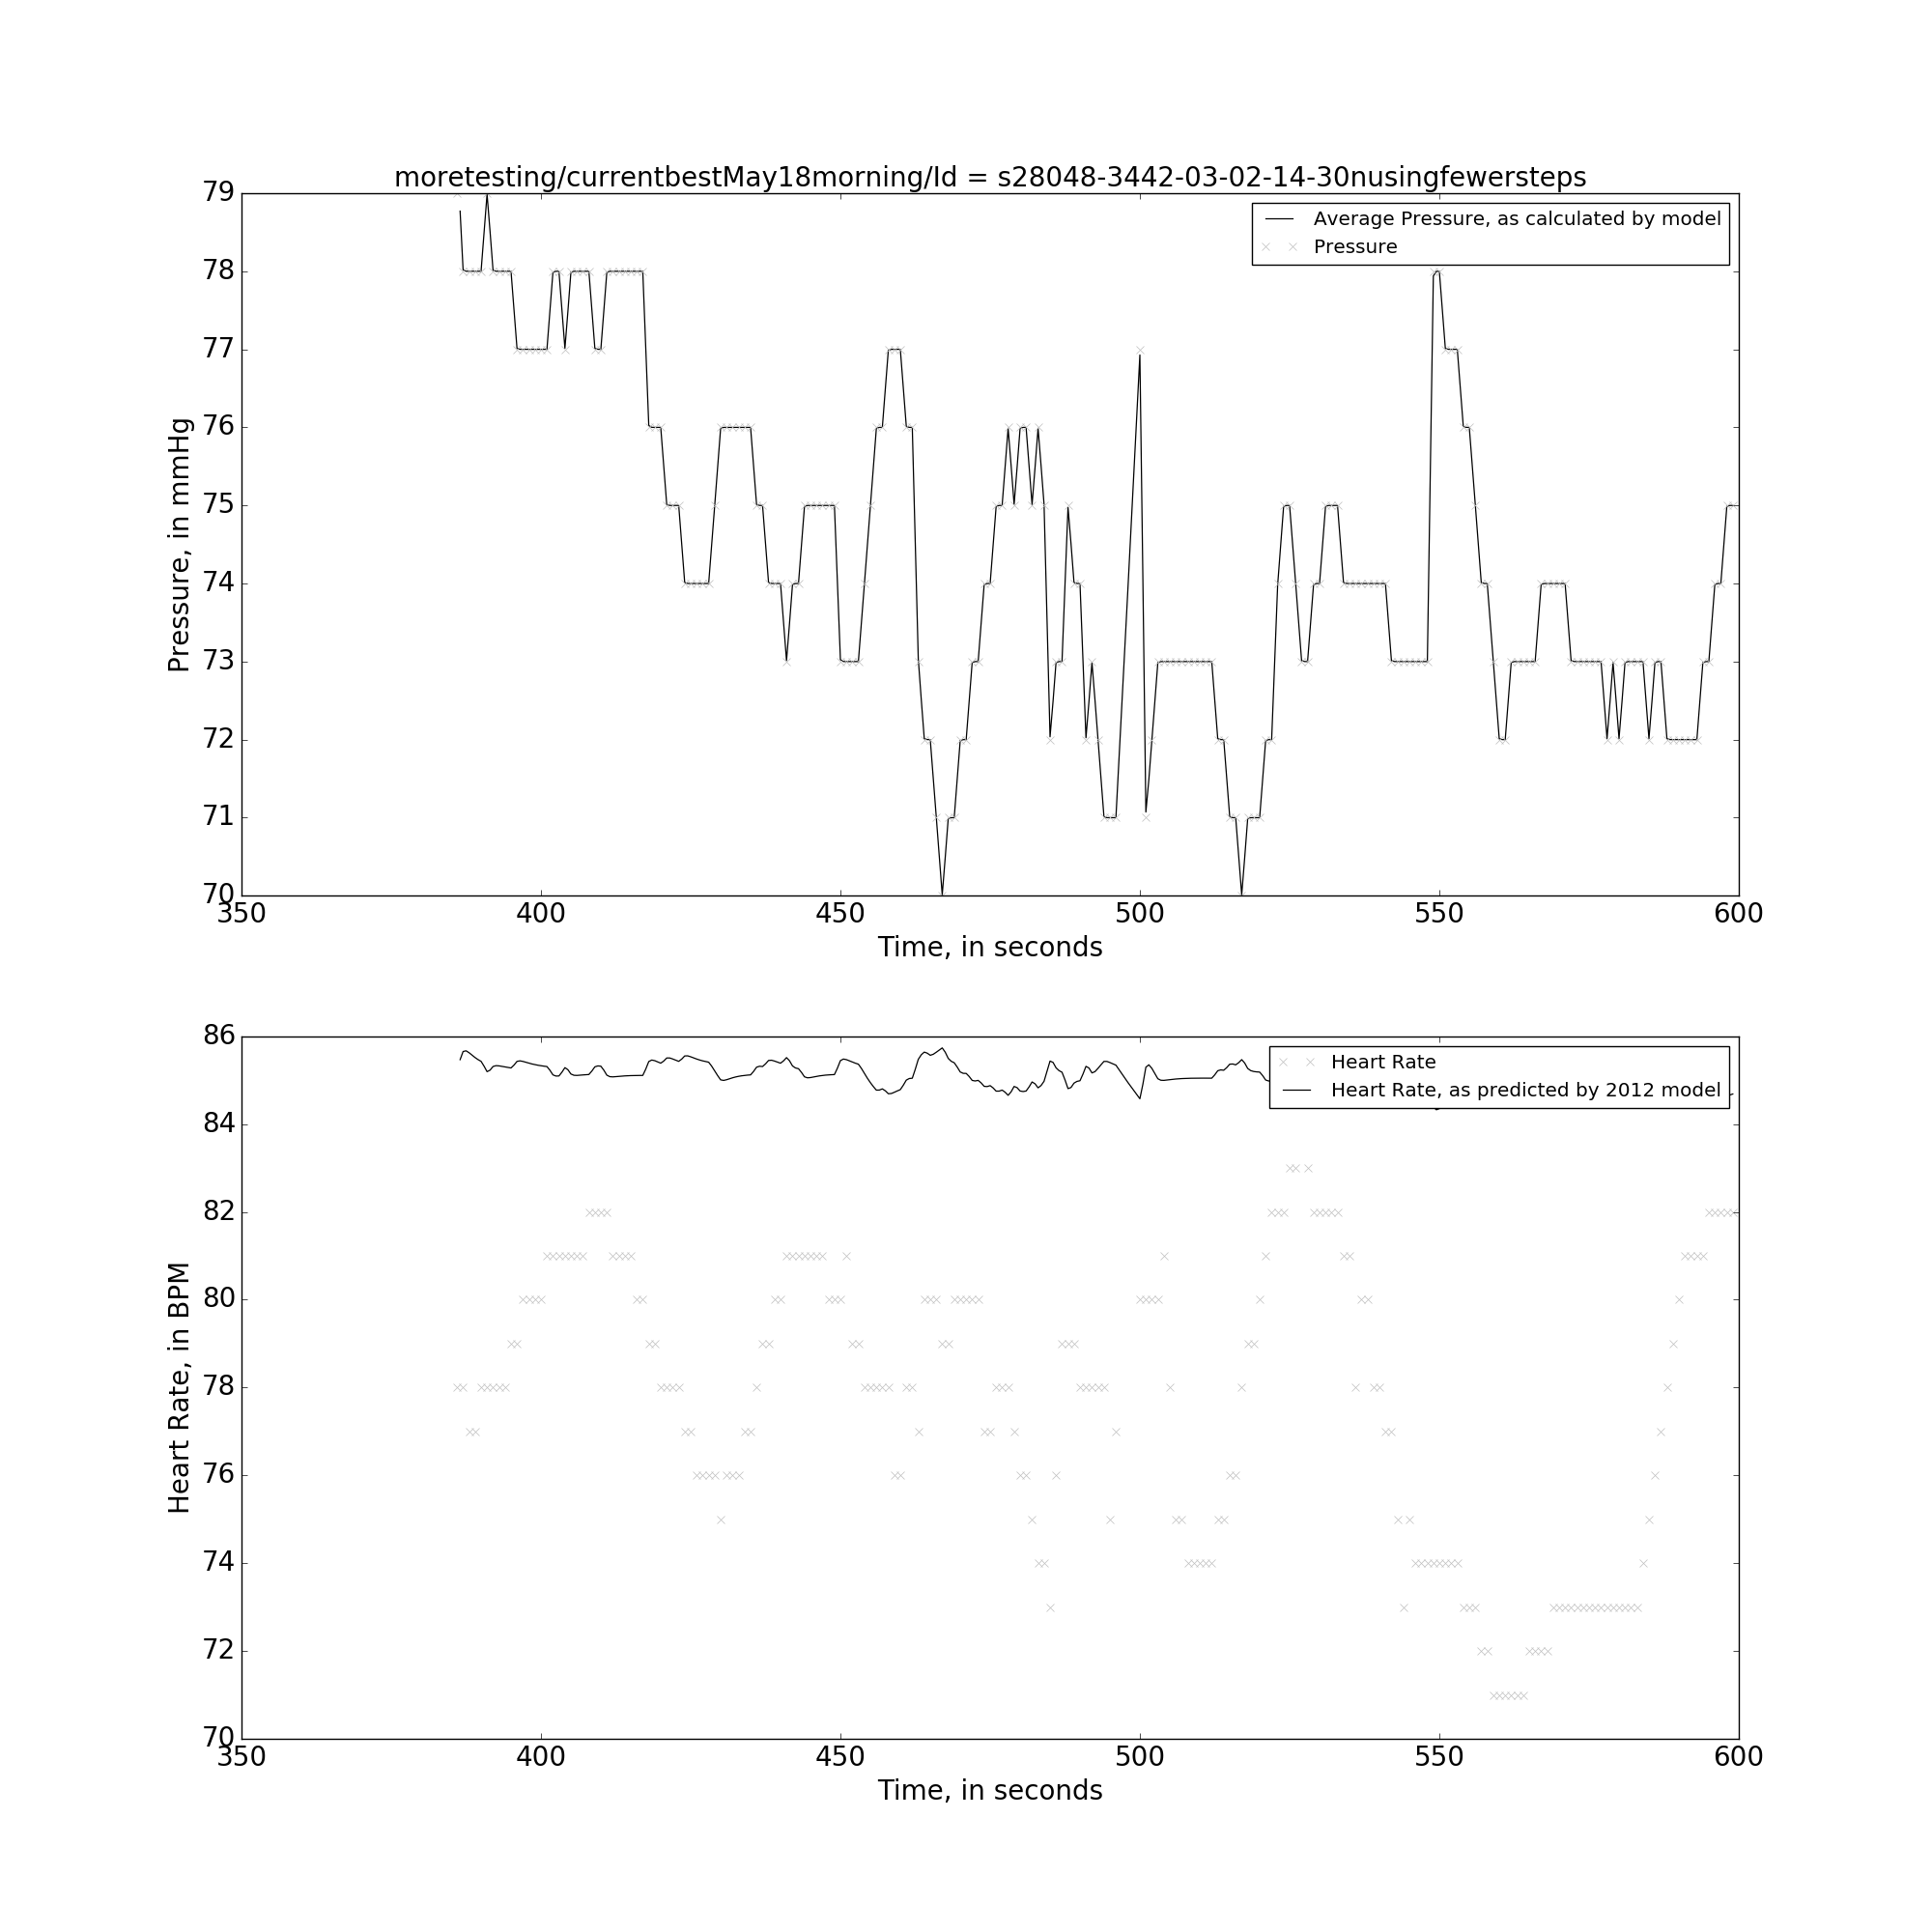 moretesting/currentbestMay18morning/Id = s28048-3442-03-02-14-30nusingfewersteps
Average Pressure, as calculated by model
Pressure
79
78
77
76
75
74
73
72
71
70
Pressure, in mmHg
350 400 450 500 550 600
Time, in seconds
Heart Rate
Heart Rate, as predicted by 2012 model
86
84
82
80
78
76
74
72
70
Heart Rate, in BPM
350 400 450 500 550 600
Time, in seconds